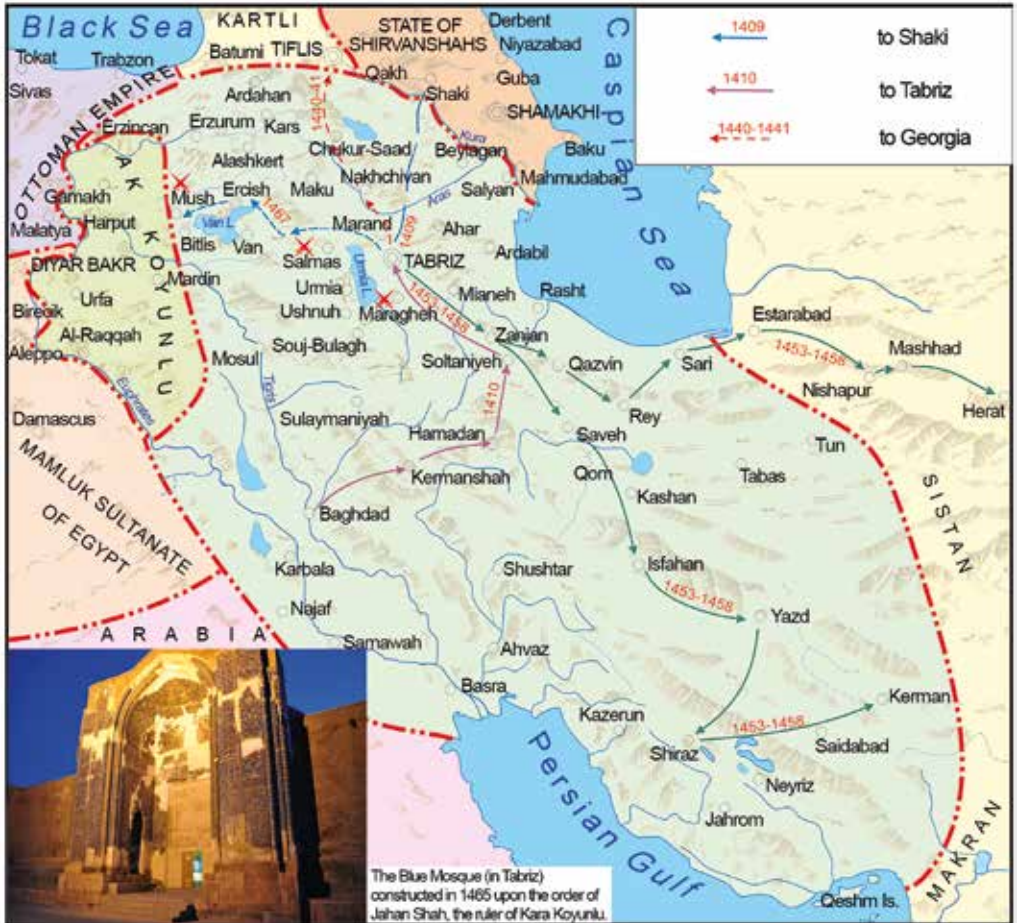 Black Sea
KARTLI
STATE OF
SHIRVANSHAHS
Derbent
Niyazabad
Caspian Sea
1409
to Shaki
1410
to Tabriz
1440-1441
to Georgia
Tokat
Trabzon
Batumi
TIFLIS
Qakh
Guba
Sivas
Ardahan
Shaki
SHAMAKHI
OTTOMAN EMPIRE
Erzincan
Erzurum
Kars
1440-41
Kura
Baku
AK KOYUNLU
Alashkert
Chukur-Saad
Beylagan
Mahmudabad
Gamakh
Mush
Ercish
Maku
Nakhchivan
Aras
Salyan
Harput
Van L.
1467
Marand
1409
Ahar
Malatya
Bitlis
Van
Salmas
TABRIZ
Ardabil
DIYAR BAKR
Mardin
Urmia
Urmia L.
Mianeh
Rasht
Birecik
Urfa
Ushnuh
Maragheh
1453-1458
Zanjan
Estarabad
Al-Raqqah
Mosul
Souj-Bulagh
Soltaniyeh
Qazvin
Sari
1453-1458
Mashhad
Aleppo
Euphrates
Nishapur
Herat
Damascus
Sulaymaniyah
1410
Rey
Hamadan
Saveh
Tun
MAMLUK SULTANATE
OF EGYPT
Kermanshah
Qom
Tabas
SISTAN
Baghdad
Kashan
Karbala
Shushtar
Isfahan
1453-1458
Najaf
Yazd
ARABIA
Samawah
Ahvaz
Basra
Kerman
Kazerun
1453-1458
Shiraz
Saidabad
Persian Gulf
Neyriz
Jahrom
MAKRAN
Qeshm Is.
The Blue Mosque (in Tabriz)
constructed in 1465 upon the order of
Jahan Shah, the ruler of Kara Koyunlu.